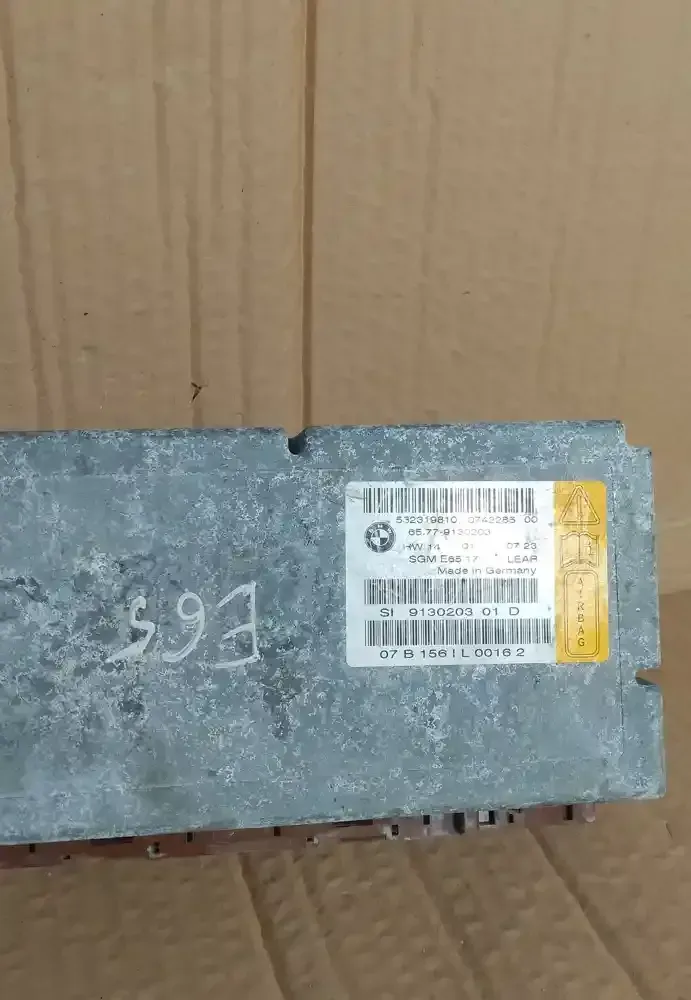 532319810 0742285 00
65.77-9130203
HW 14 01 07 23
SGM E65 17 LEAR
Made in Germany
SI 9130203 01 D
07 B 156 I L 0016 2
AIRBAG
E65